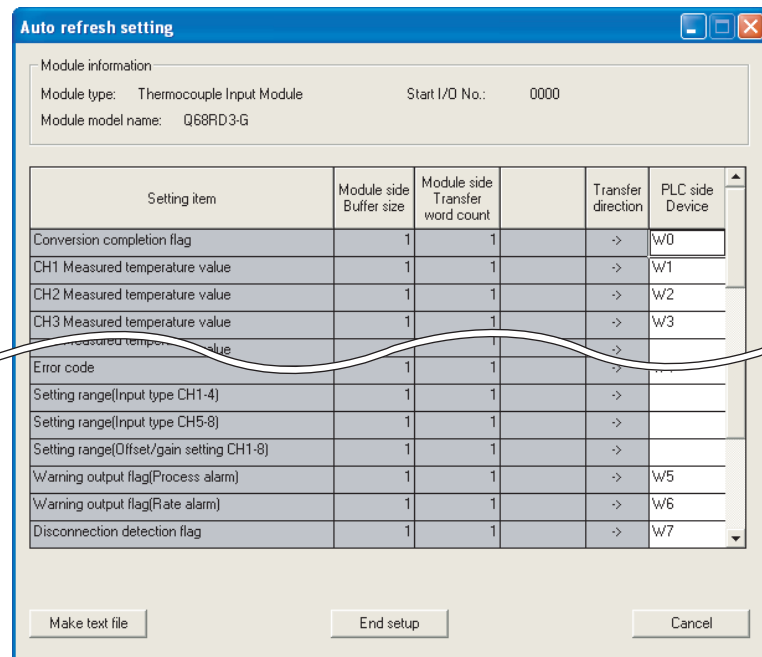 Auto refresh setting
Module information
Module type: Thermocouple Input Module Start I/O No.: 0000
Module model name: Q68RD3-G
Setting item Module side Buffer size Module side Transfer word count Transfer direction PLC side Device
Conversion completion flag 1 1 -> W0
CH1 Measured temperature value 1 1 -> W1
CH2 Measured temperature value 1 1 -> W2
CH3 Measured temperature value 1 1 -> W3
Measured temperature value 1 ->
Error code 1 1 ->
Setting range(Input type CH1-4) 1 1 ->
Setting range(Input type CH5-8) 1 1 ->
Setting range(Offset/gain setting CH1-8) 1 1 ->
Warning output flag(Process alarm) 1 1 -> W5
Warning output flag(Rate alarm) 1 1 -> W6
Disconnection detection flag 1 1 -> W7
Make text file End setup Cancel